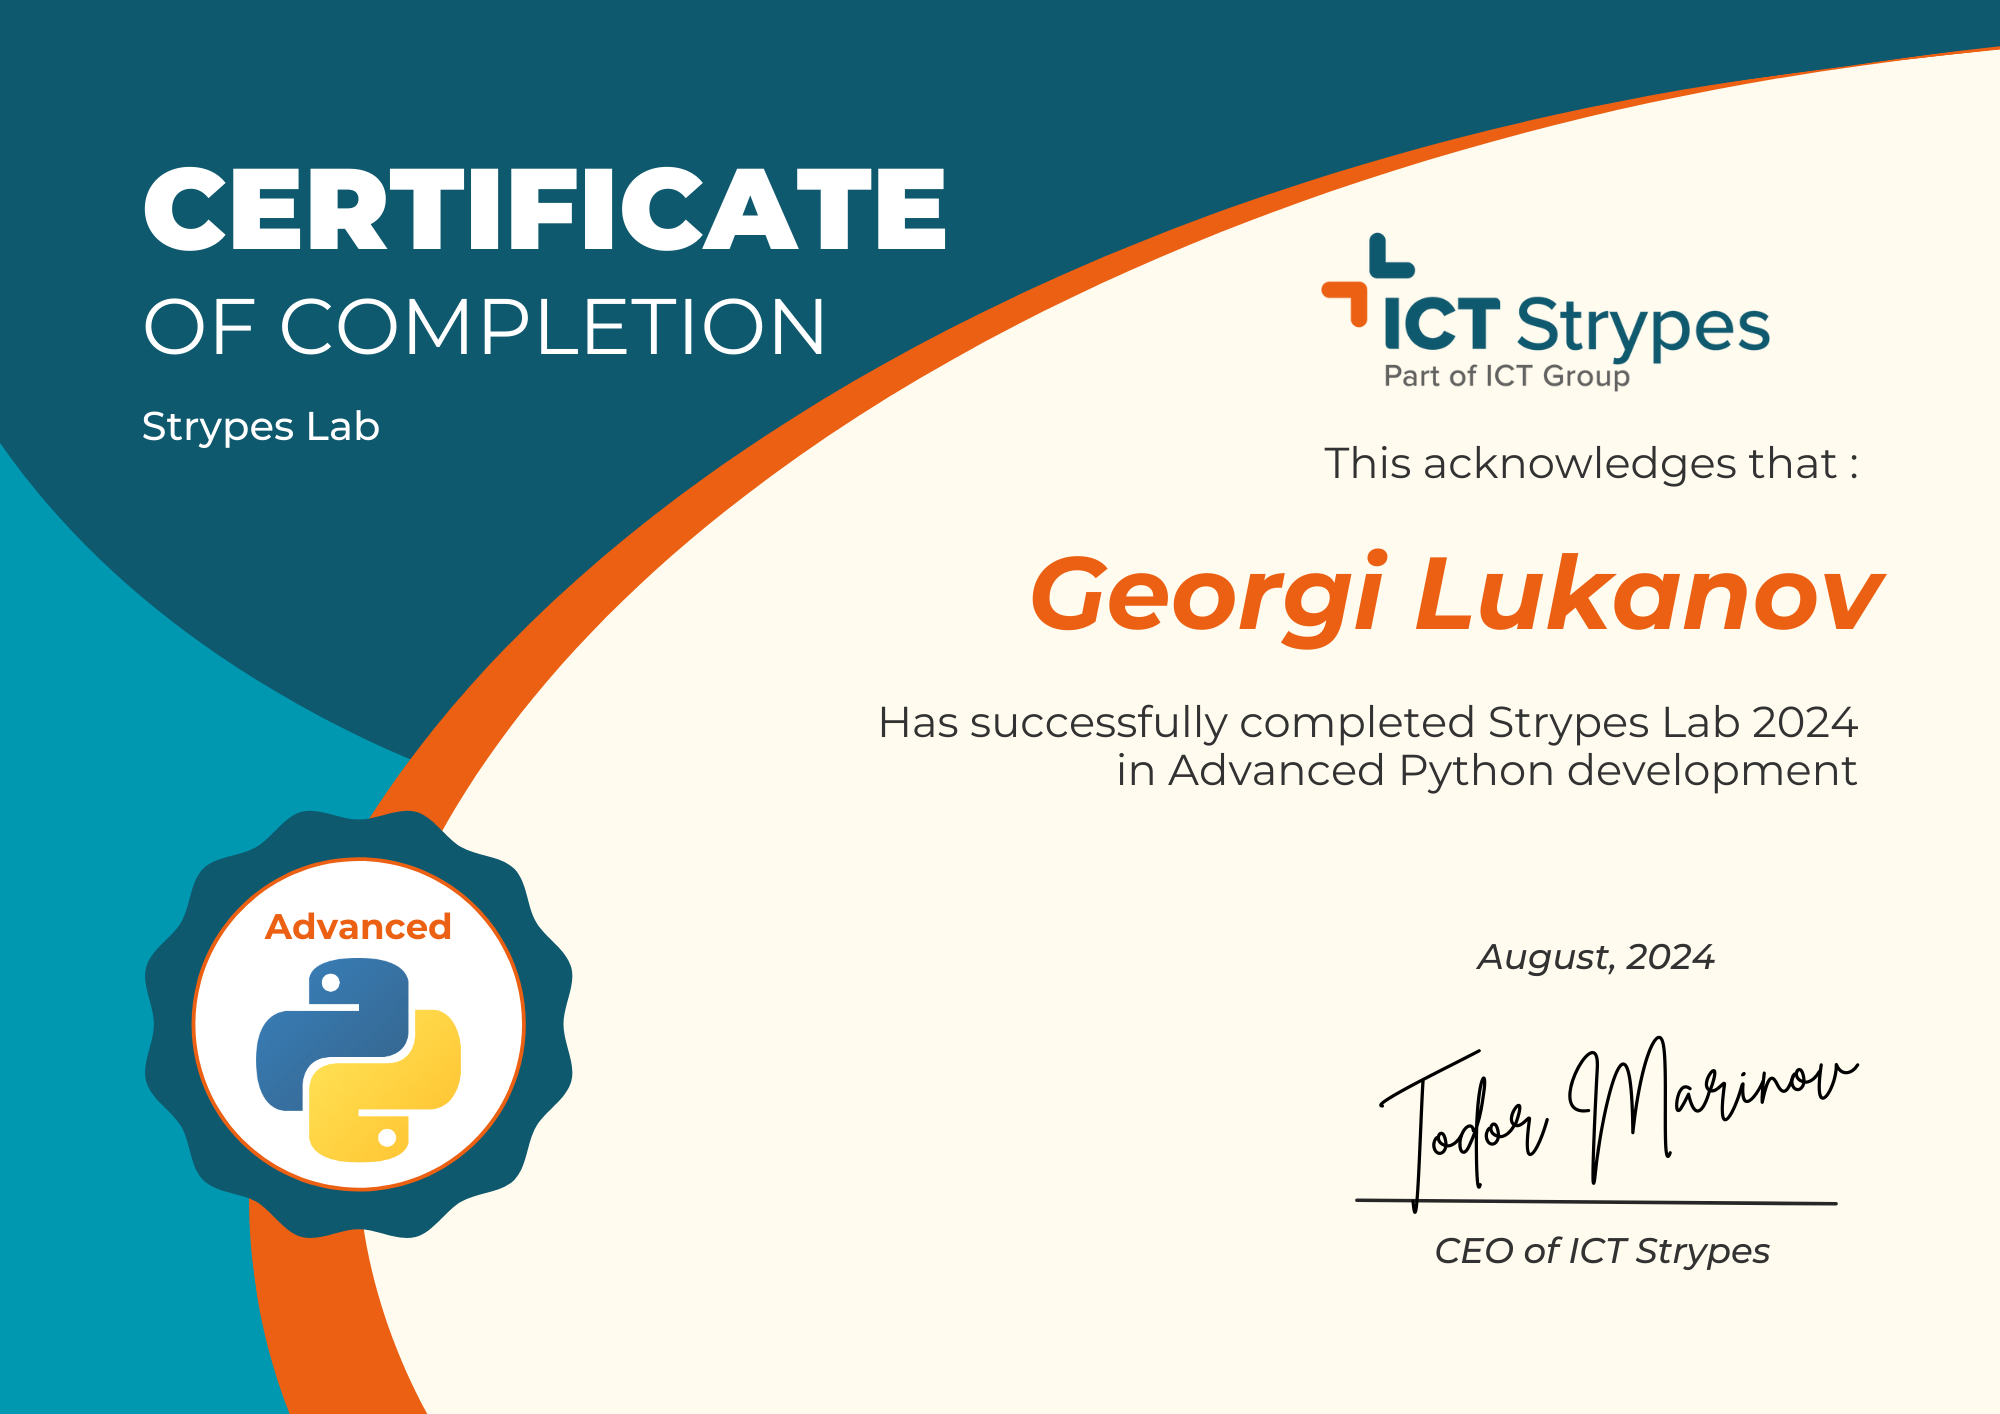 CERTIFICATE
OF COMPLETION
Strypes Lab
ICT Strypes
Part of ICT Group
This acknowledges that :
Georgi Lukanov
Has successfully completed Strypes Lab 2024
in Advanced Python development
Advanced
August, 2024
Todor Marinov
CEO of ICT Strypes